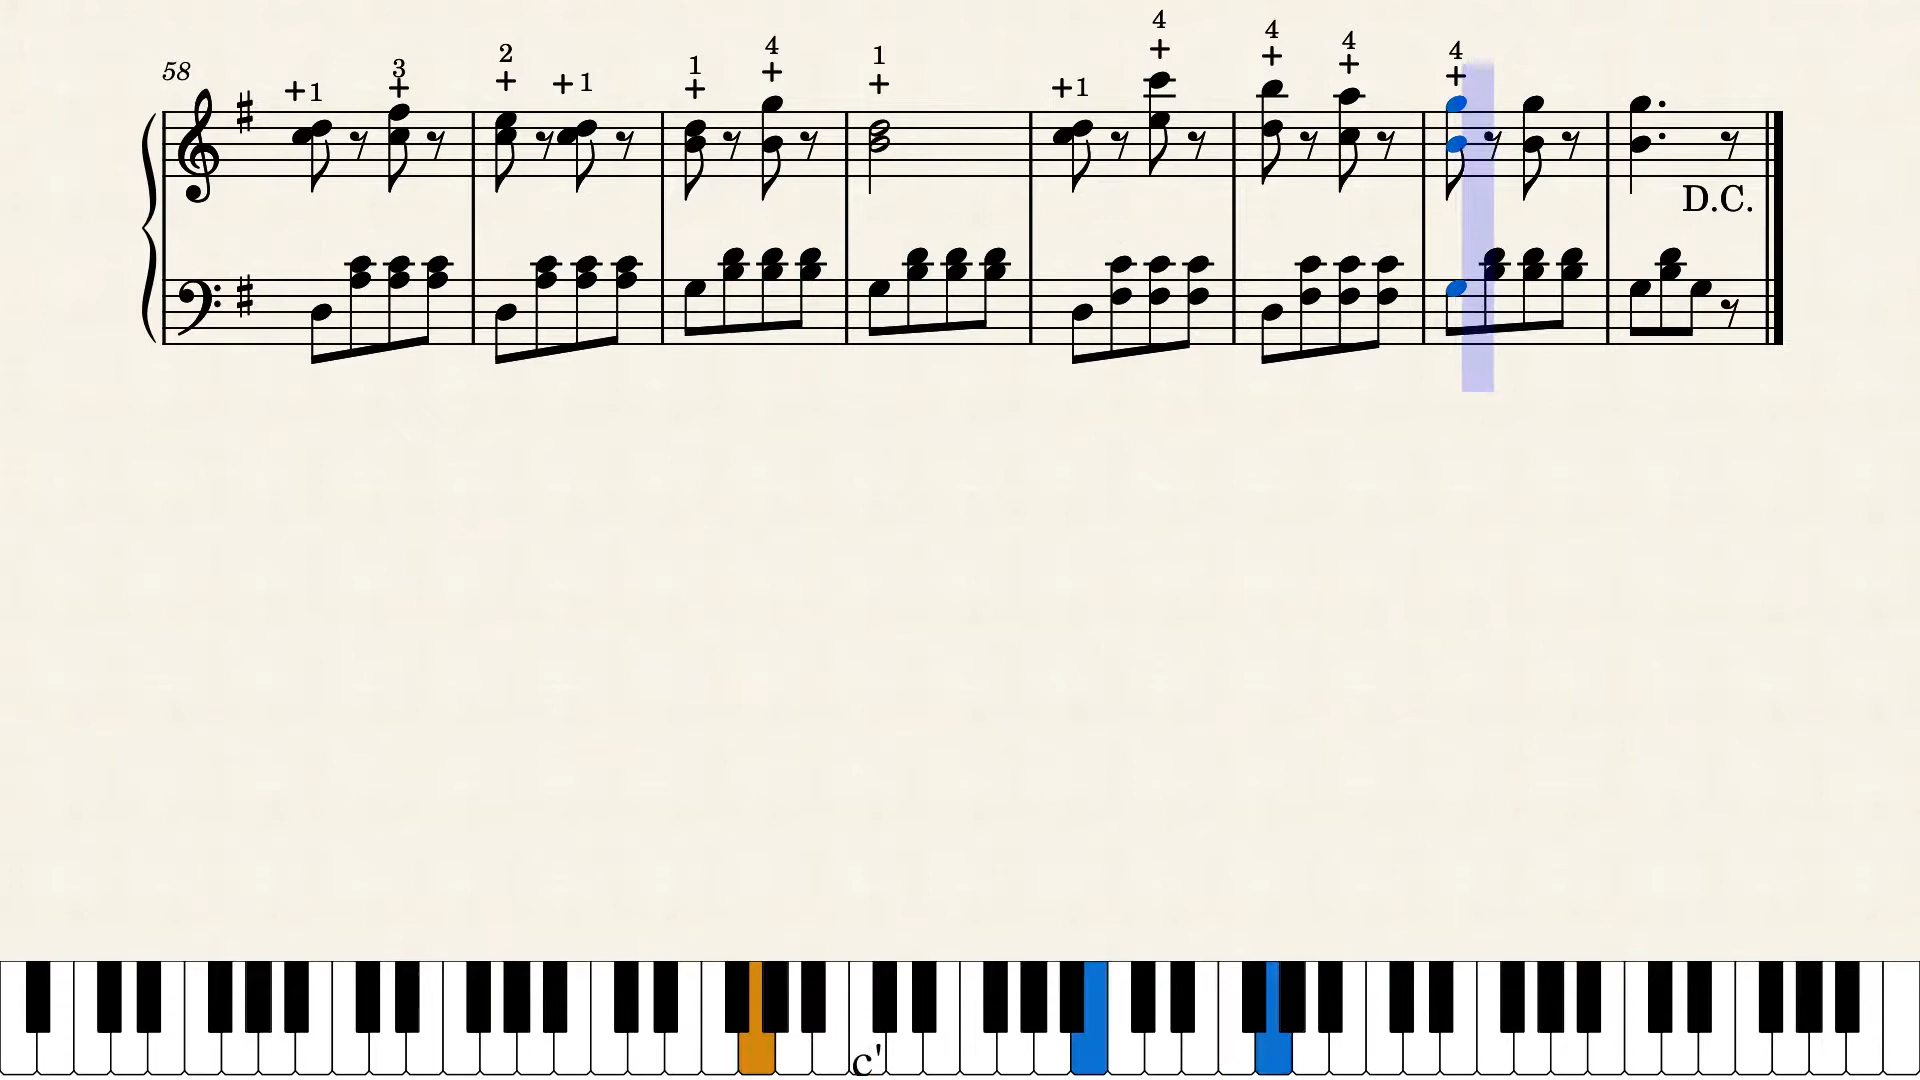 58
+1 3 2 +1 1 4 1 +1 4 4 4 4
+ + + + + + + + +
D.C.
c'